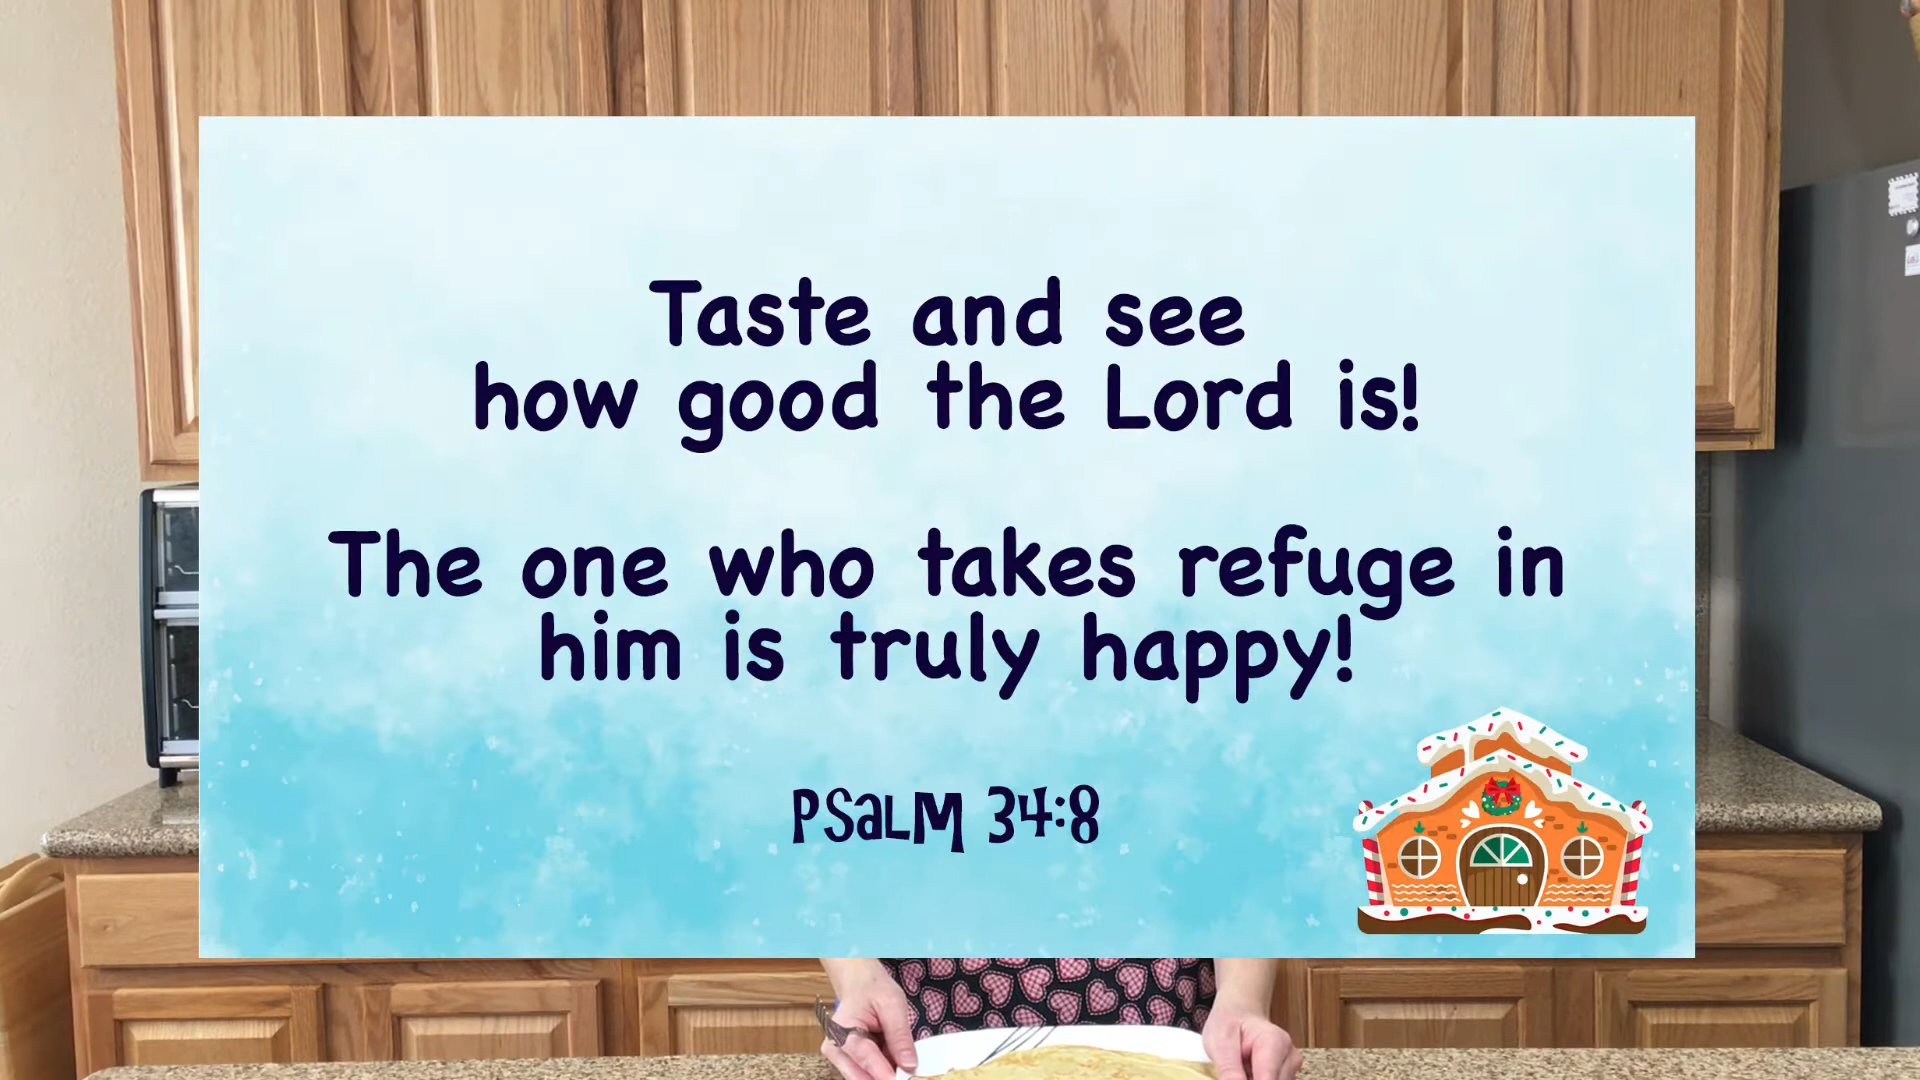 Taste and see
how good the Lord is!
The one who takes refuge in
him is truly happy!
PSaLM 34:8